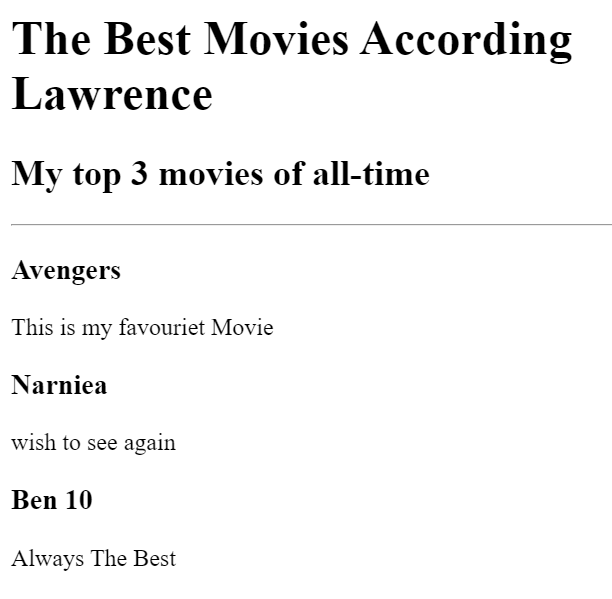 The Best Movies According
Lawrence
My top 3 movies of all-time
Avengers
This is my favouriet Movie
Narniea
wish to see again
Ben 10
Always The Best